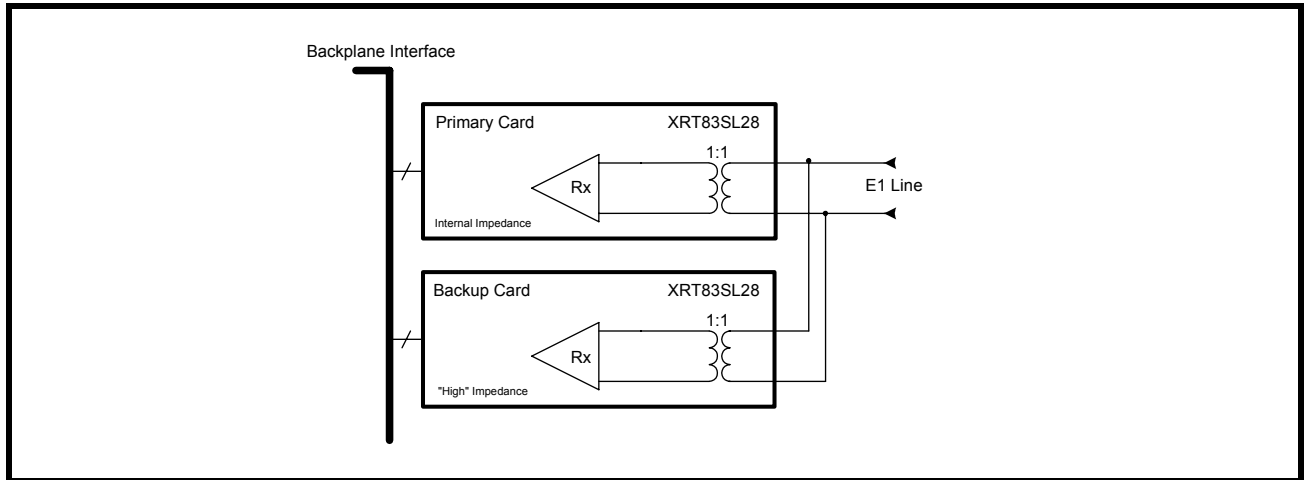 Backplane Interface
Primary Card XRT83SL28
1:1
Rx
E1 Line
Internal Impedance
Backup Card XRT83SL28
1:1
Rx
"High" Impedance